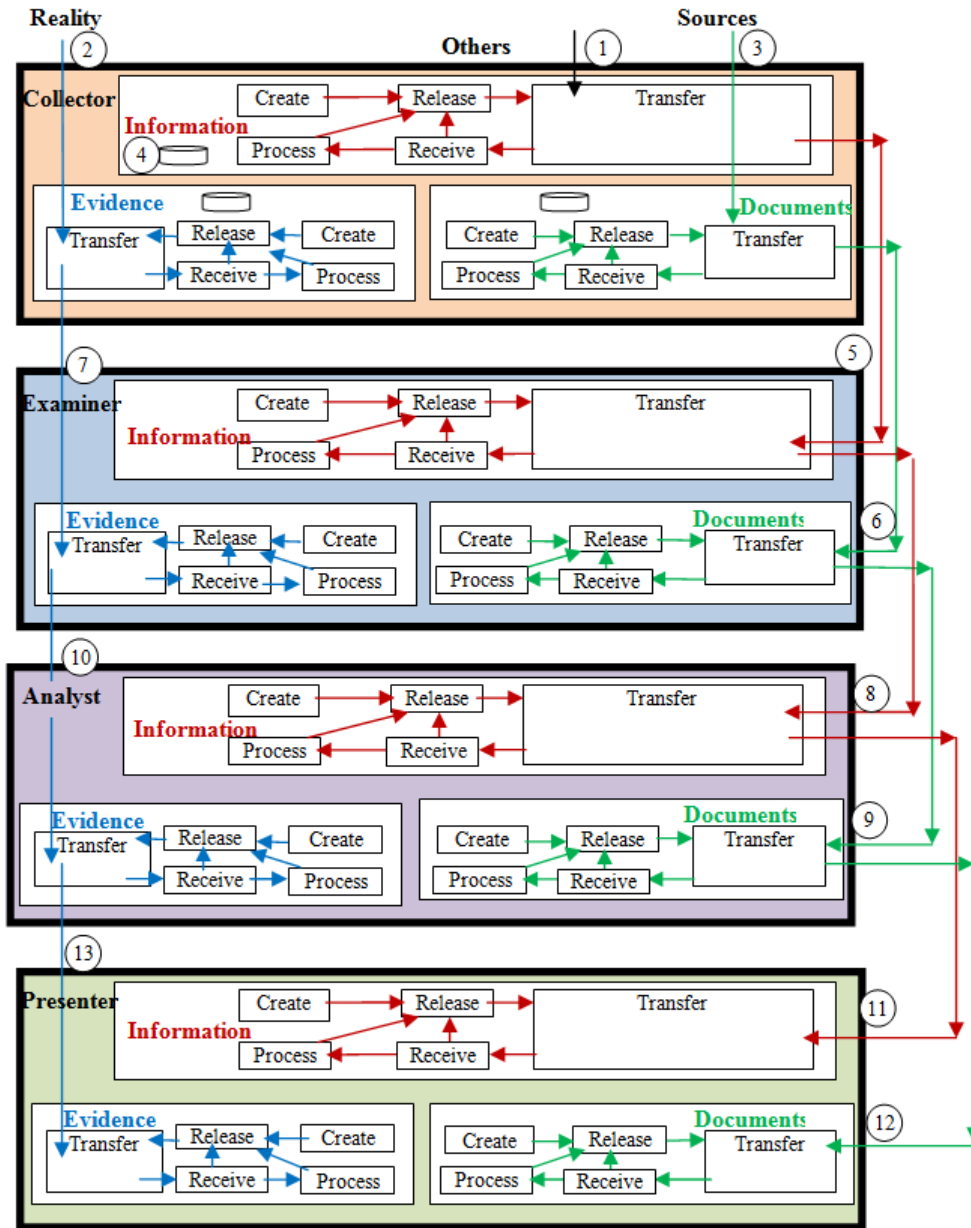 Reality
Sources
2
Others
1
3
Collector
Create
Release
Transfer
Information
4
Process
Receive
Evidence
Transfer
Release
Create
Receive
Process
Documents
Create
Release
Transfer
Process
Receive
7
5
Examiner
Create
Release
Transfer
Information
Process
Receive
Evidence
Transfer
Release
Create
Receive
Process
Documents
6
Create
Release
Transfer
Process
Receive
10
Analyst
8
Create
Release
Transfer
Information
Process
Receive
Evidence
Transfer
Release
Create
Receive
Process
Documents
9
Create
Release
Transfer
Process
Receive
13
Presenter
11
Create
Release
Transfer
Information
Process
Receive
Evidence
Transfer
Release
Create
Receive
Process
Documents
12
Create
Release
Transfer
Process
Receive